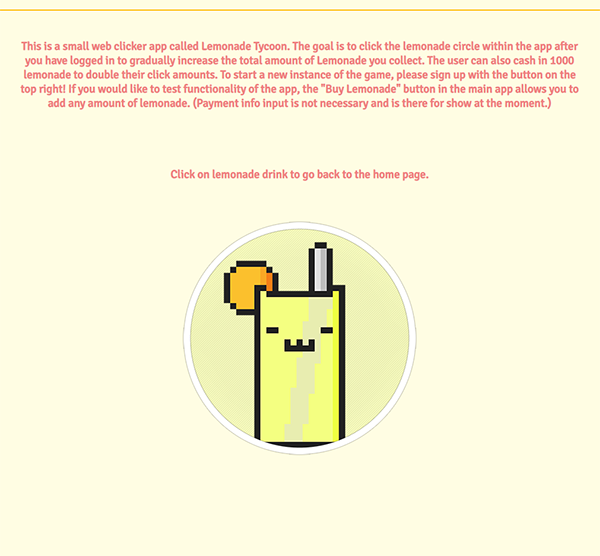 This is a small web clicker app called Lemonade Tycoon. The goal is to click the lemonade circle within the app after
you have logged in to gradually increase the total amount of Lemonade you collect. The user can also cash in 1000
lemonade to double their click amounts. To start a new instance of the game, please sign up with the button on the
top right! If you would like to test functionality of the app, the "Buy Lemonade" button in the main app allows you to
add any amount of lemonade. (Payment info input is not necessary and is there for show at the moment.)
Click on lemonade drink to go back to the home page.